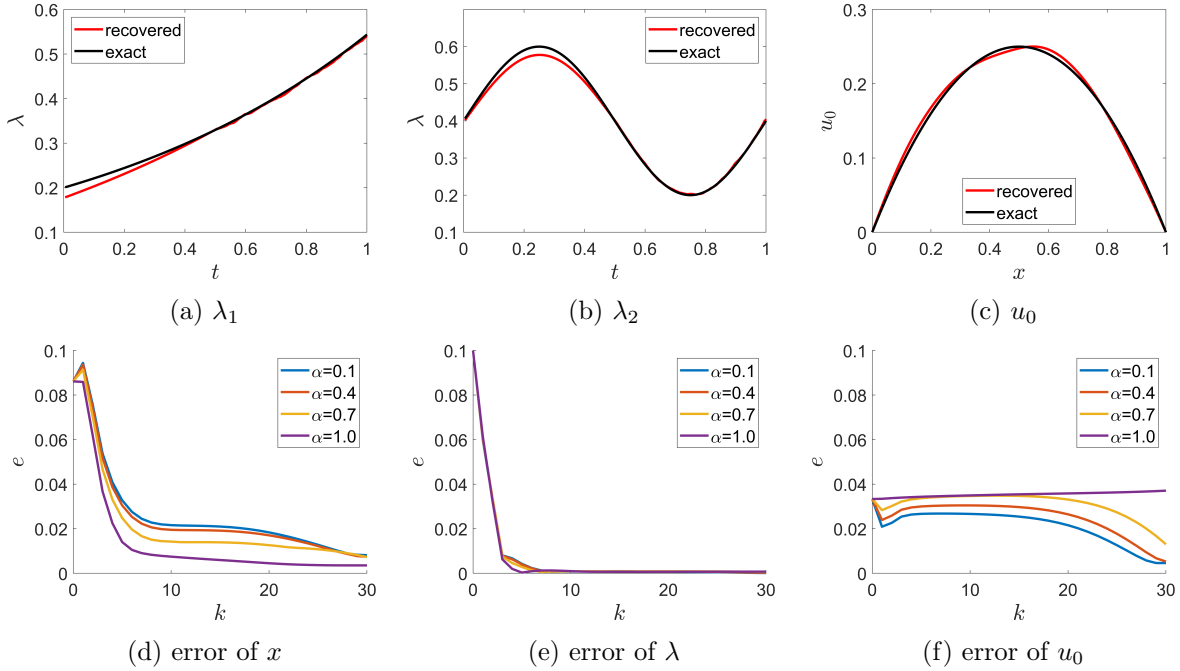 0.6
0.5
0.4
0.3
0.2
0.1
λ
recovered
exact
0 0.2 0.4 0.6 0.8 1
t
(a) λ₁
0.7
0.6
0.5
0.4
0.3
0.2
0.1
λ
recovered
exact
0 0.2 0.4 0.6 0.8 1
t
(b) λ₂
0.3
0.2
0.1
0
u₀
recovered
exact
0 0.2 0.4 0.6 0.8 1
x
(c) u₀
0.1
0.08
0.06
0.04
0.02
0
e
α=0.1
α=0.4
α=0.7
α=1.0
0 10 20 30
k
(d) error of x
0.1
0.08
0.06
0.04
0.02
0
e
α=0.1
α=0.4
α=0.7
α=1.0
0 10 20 30
k
(e) error of λ
0.1
0.08
0.06
0.04
0.02
0
e
α=0.1
α=0.4
α=0.7
α=1.0
0 10 20 30
k
(f) error of u₀